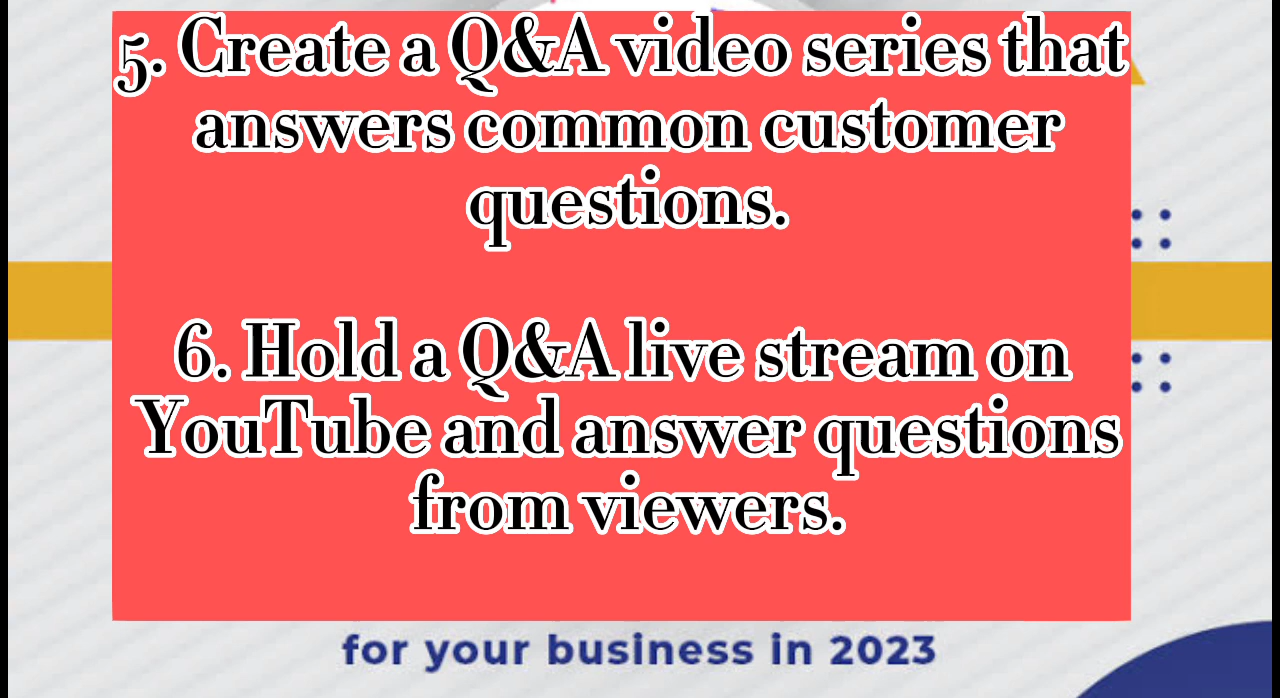 5. Create a Q&A video series that
answers common customer
questions.
6. Hold a Q&A live stream on
YouTube and answer questions
from viewers.
for your business in 2023